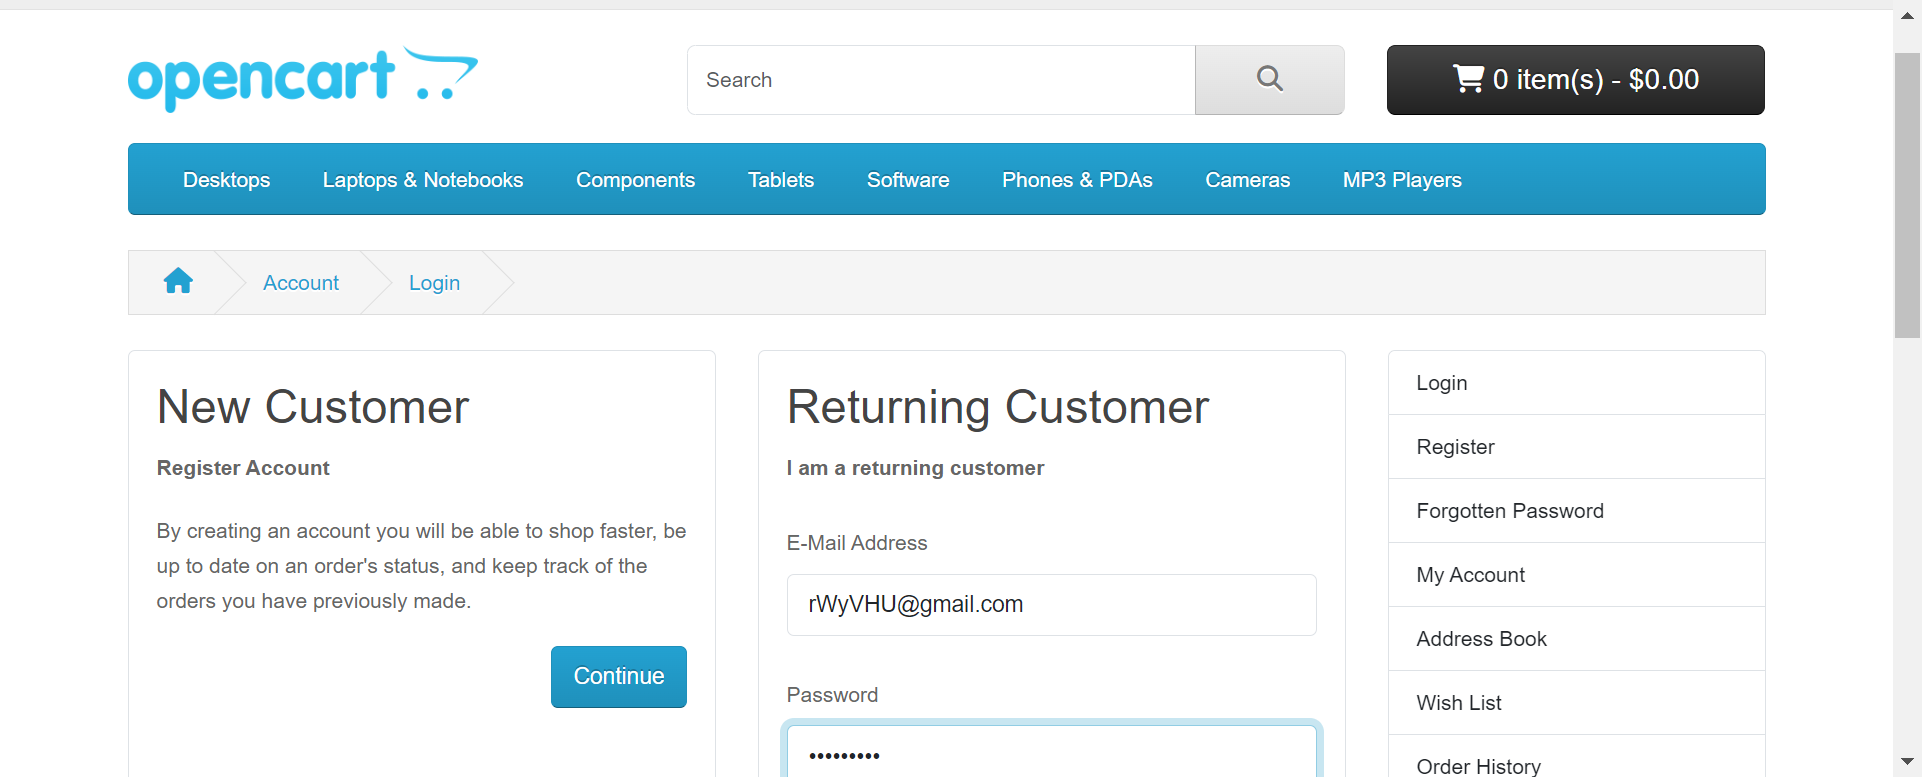 opencart
Search
0 item(s) - $0.00
Desktops Laptops & Notebooks Components Tablets Software Phones & PDAs Cameras MP3 Players
Account Login
New Customer
Register Account
By creating an account you will be able to shop faster, be
up to date on an order's status, and keep track of the
orders you have previously made.
Continue
Returning Customer
I am a returning customer
E-Mail Address
rWyVHU@gmail.com
Password
•••••••••
Login
Register
Forgotten Password
My Account
Address Book
Wish List
Order History